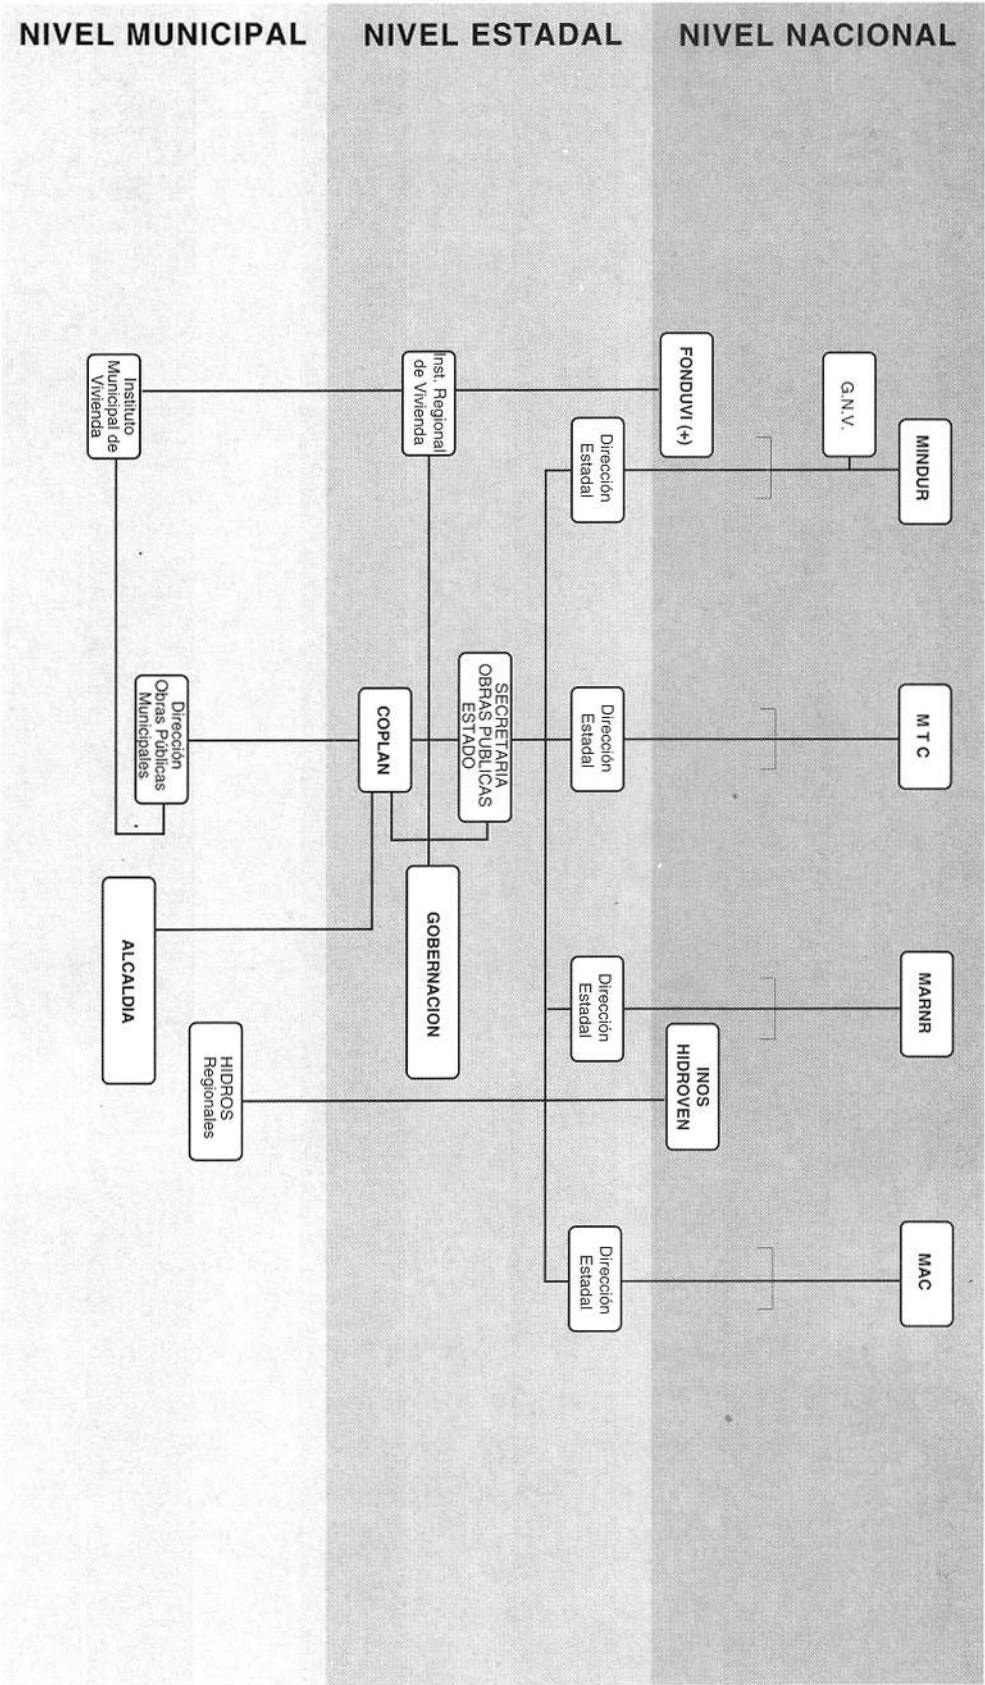 NIVEL MUNICIPAL
NIVEL ESTADAL
NIVEL NACIONAL
MINDUR
M T C
MARNR
MAC
G.N.V.
FONDUVI (+)
INOS
HIDROVEN
Dirección
Estadal
Dirección
Estadal
Dirección
Estadal
Dirección
Estadal
SECRETARIA
OBRAS PUBLICAS
ESTADO
Inst. Regional
de Vivienda
GOBERNACION
COPLAN
HIDROS
Regionales
Dirección
Obras Públicas
Municipales
Instituto
Municipal de
Vivienda
ALCALDIA